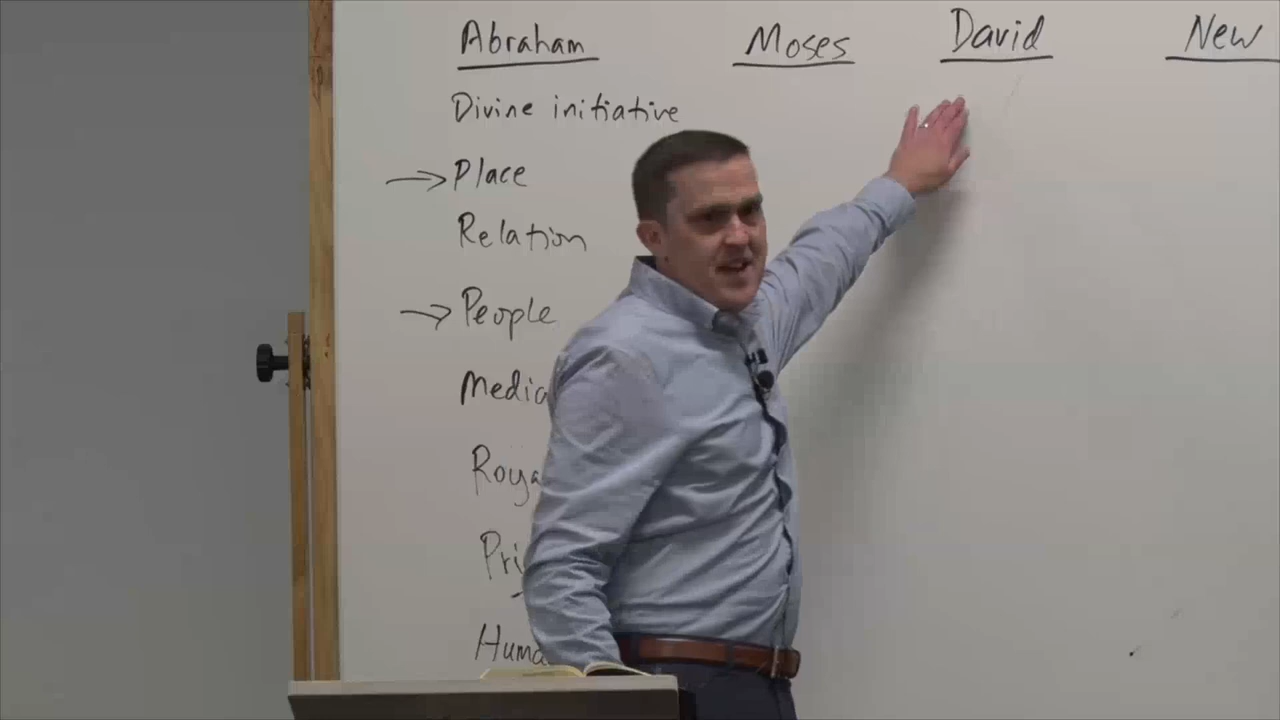 Abraham Moses David New
Divine initiative
→ Place
Relation
→ People